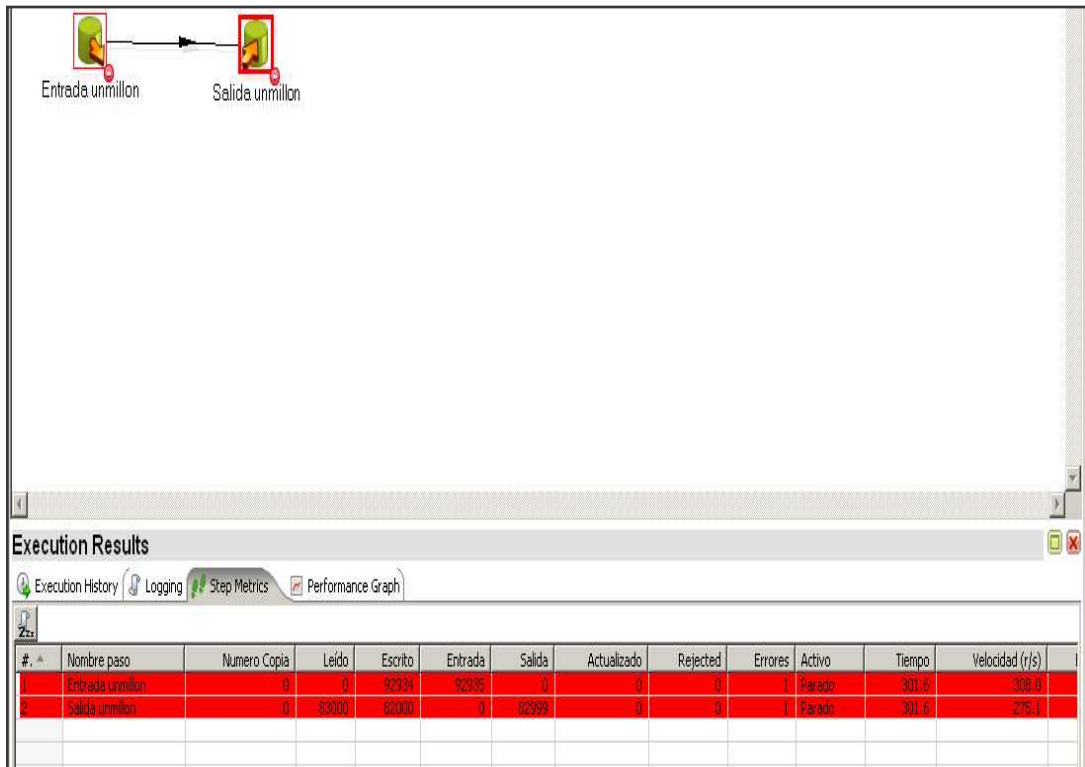 Entrada unmillon
Salida unmillon
Execution Results
Execution History Logging Step Metrics Performance Graph
Zzz
#. Nombre paso Numero Copia Leído Escrito Entrada Salida Actualizado Rejected Errores Activo Tiempo Velocidad (r/s)
1 Entrada unmillon 0 0 92934 92935 0 0 0 1 Parado 301.6 308.0
2 Salida unmillon 0 83000 82000 0 82999 0 0 1 Parado 301.6 275.1